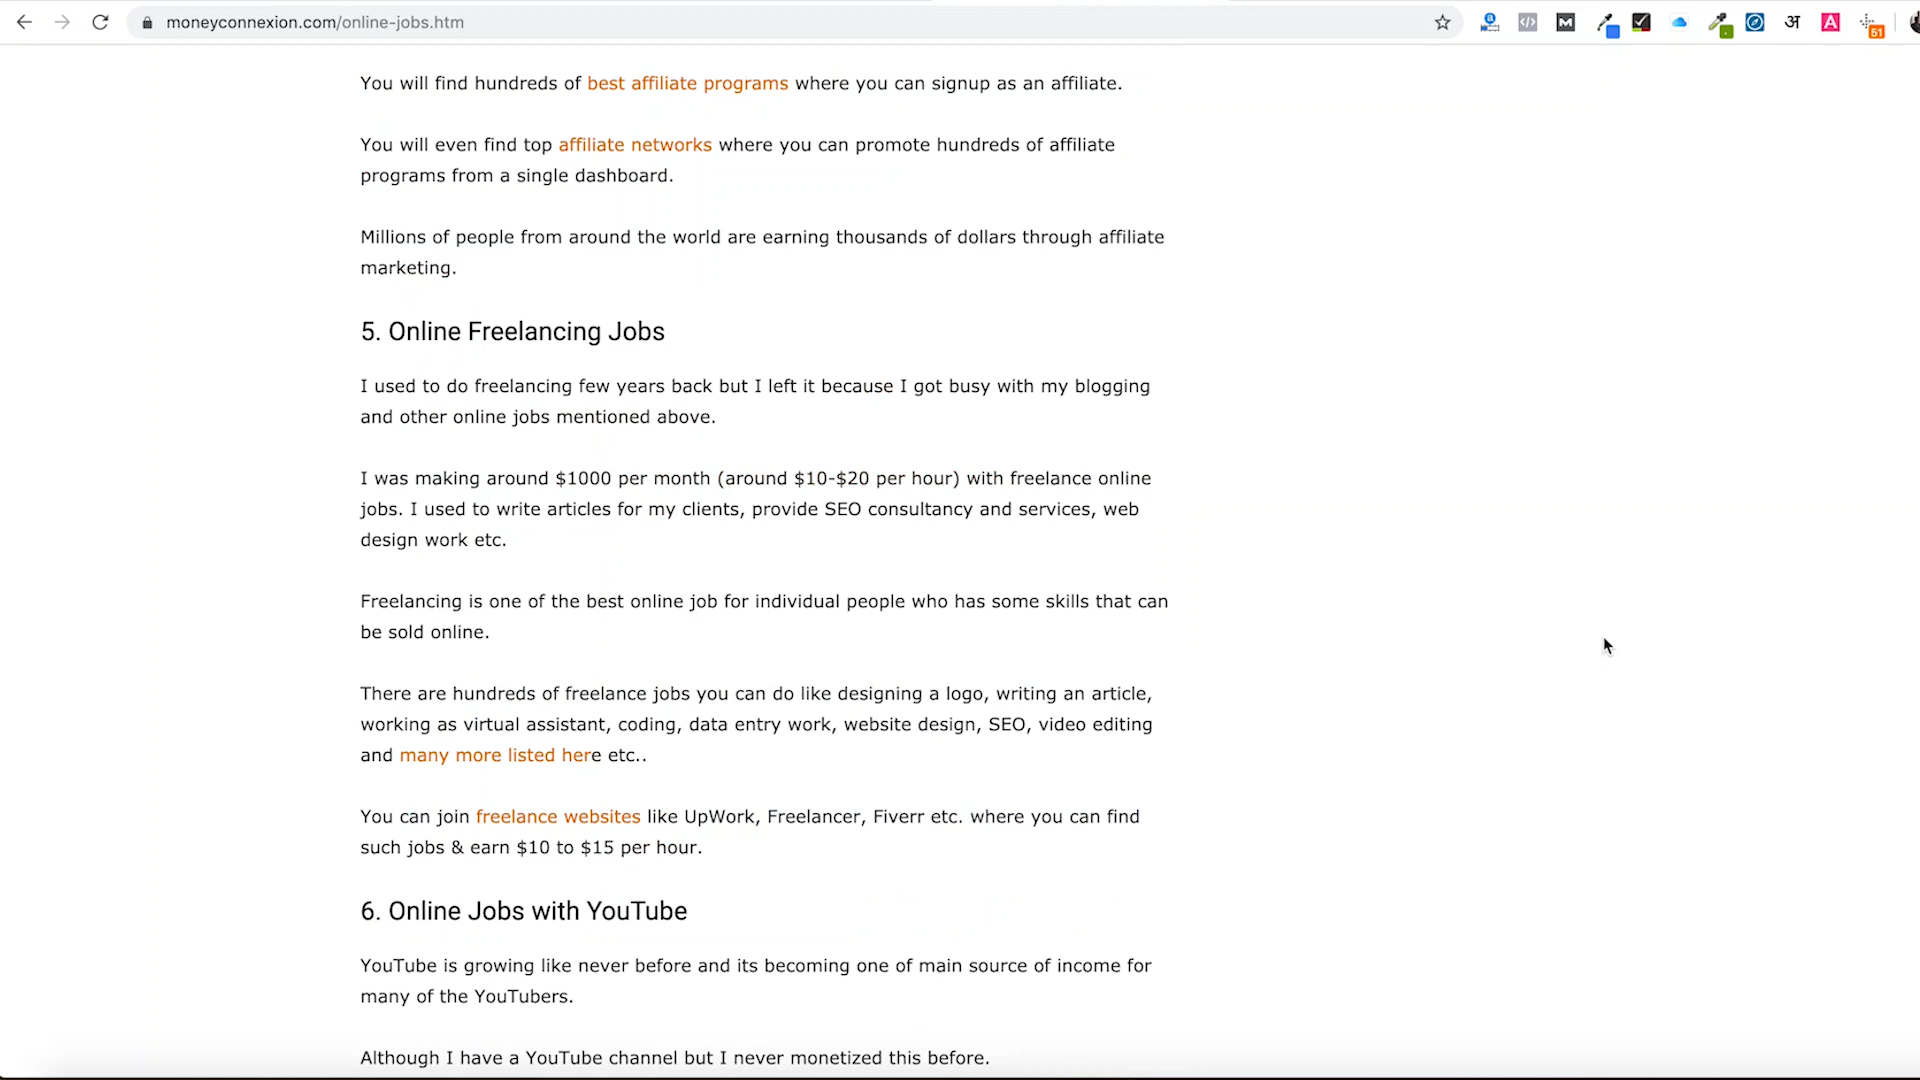 moneyconnexion.com/online-jobs.htm
अ
51
You will find hundreds of best affiliate programs where you can signup as an affiliate.
You will even find top affiliate networks where you can promote hundreds of affiliate
programs from a single dashboard.
Millions of people from around the world are earning thousands of dollars through affiliate
marketing.
5. Online Freelancing Jobs
I used to do freelancing few years back but I left it because I got busy with my blogging
and other online jobs mentioned above.
I was making around $1000 per month (around $10-$20 per hour) with freelance online
jobs. I used to write articles for my clients, provide SEO consultancy and services, web
design work etc.
Freelancing is one of the best online job for individual people who has some skills that can
be sold online.
There are hundreds of freelance jobs you can do like designing a logo, writing an article,
working as virtual assistant, coding, data entry work, website design, SEO, video editing
and many more listed here etc..
You can join freelance websites like UpWork, Freelancer, Fiverr etc. where you can find
such jobs & earn $10 to $15 per hour.
6. Online Jobs with YouTube
YouTube is growing like never before and its becoming one of main source of income for
many of the YouTubers.
Although I have a YouTube channel but I never monetized this before.